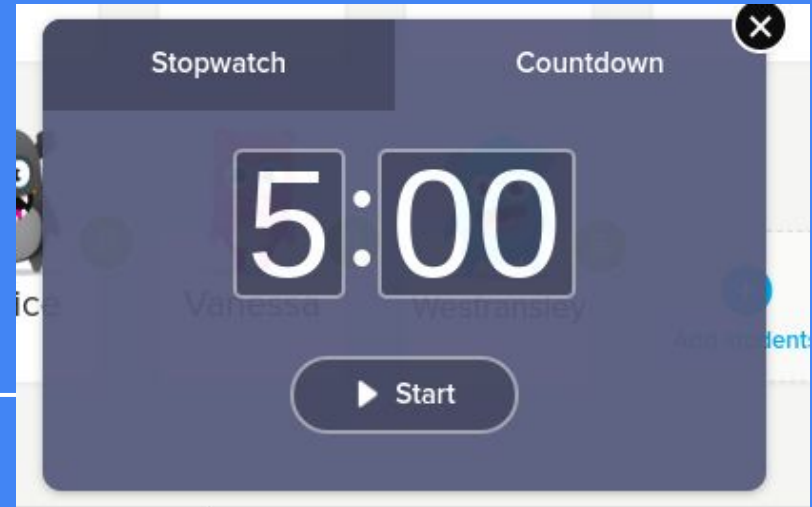 Stopwatch Countdown
5:00
ice Vanessa Westransley
Add students
Start